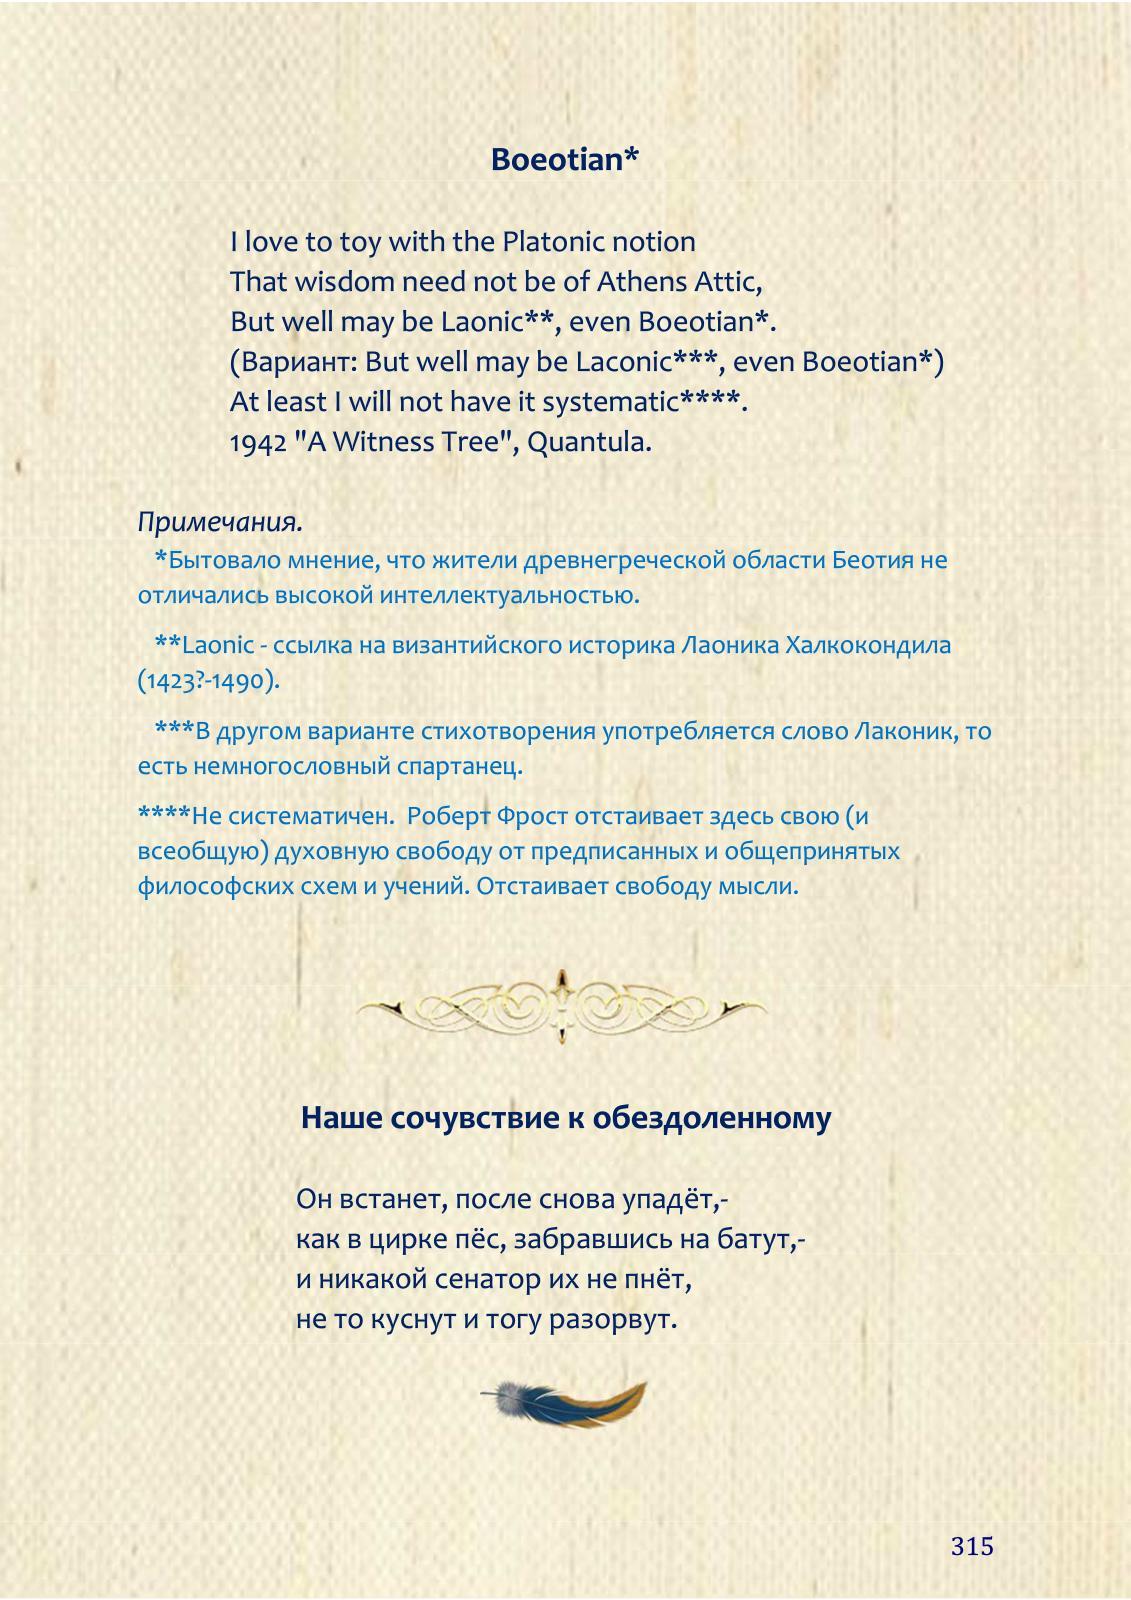 Boeotian*
I love to toy with the Platonic notion
That wisdom need not be of Athens Attic,
But well may be Laonic**, even Boeotian*.
(Вариант: But well may be Laconic***, even Boeotian*)
At least I will not have it systematic****.
1942 "A Witness Tree", Quantula.
Примечания.
*Бытовало мнение, что жители древнегреческой области Беотия не
отличались высокой интеллектуальностью.
**Laonic - ссылка на византийского историка Лаоника Халкокондила
(1423?-1490).
***В другом варианте стихотворения употребляется слово Лаконик, то
есть немногословный спартанец.
****Не систематичен. Роберт Фрост отстаивает здесь свою (и
всеобщую) духовную свободу от предписанных и общепринятых
философских схем и учений. Отстаивает свободу мысли.
Наше сочувствие к обездоленному
Он встанет, после снова упадёт,-
как в цирке пёс, забравшись на батут,-
и никакой сенатор их не пнёт,
не то куснут и тогу разорвут.
315